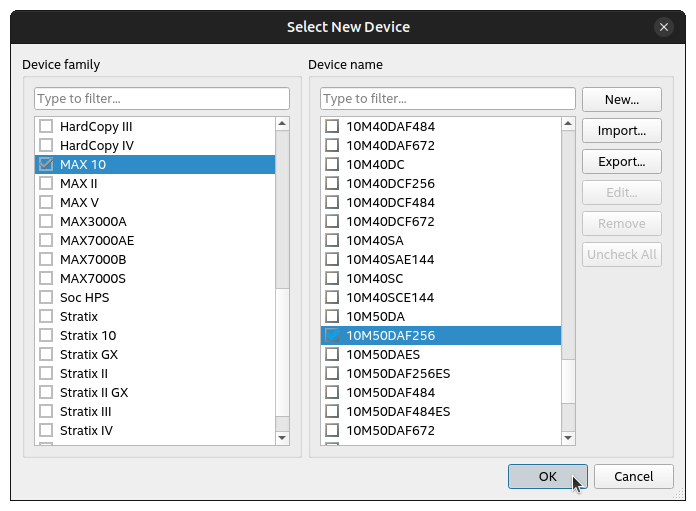 Select New Device
Device family
Device name
Type to filter...
Type to filter...
New...
Import...
Export...
Edit...
Remove
Uncheck All
HardCopy III
HardCopy IV
MAX 10
MAX II
MAX V
MAX3000A
MAX7000AE
MAX7000B
MAX7000S
Soc HPS
Stratix
Stratix 10
Stratix GX
Stratix II
Stratix II GX
Stratix III
Stratix IV
10M40DAF484
10M40DAF672
10M40DC
10M40DCF256
10M40DCF484
10M40DCF672
10M40SA
10M40SAE144
10M40SC
10M40SCE144
10M50DA
10M50DAF256
10M50DAES
10M50DAF256ES
10M50DAF484
10M50DAF484ES
10M50DAF672
OK
Cancel